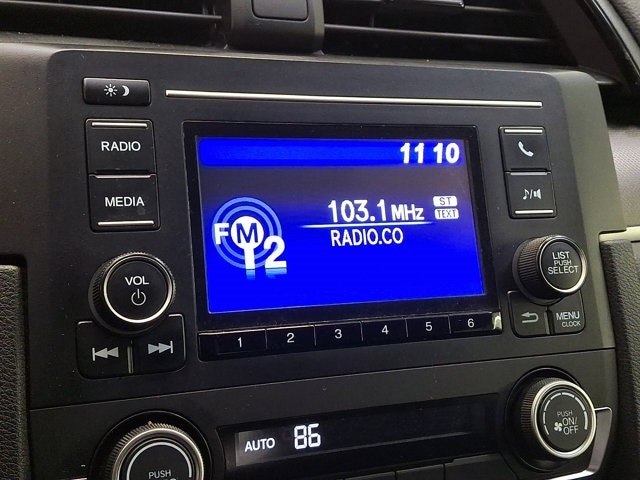 RADIO
MEDIA
VOL
11 10
FM
12
103.1 MHz
ST
TEXT
RADIO.CO
LIST
PUSH
SELECT
MENU
CLOCK
1 2 3 4 5 6
AUTO 86
PUSH
PUSH
ON/
OFF